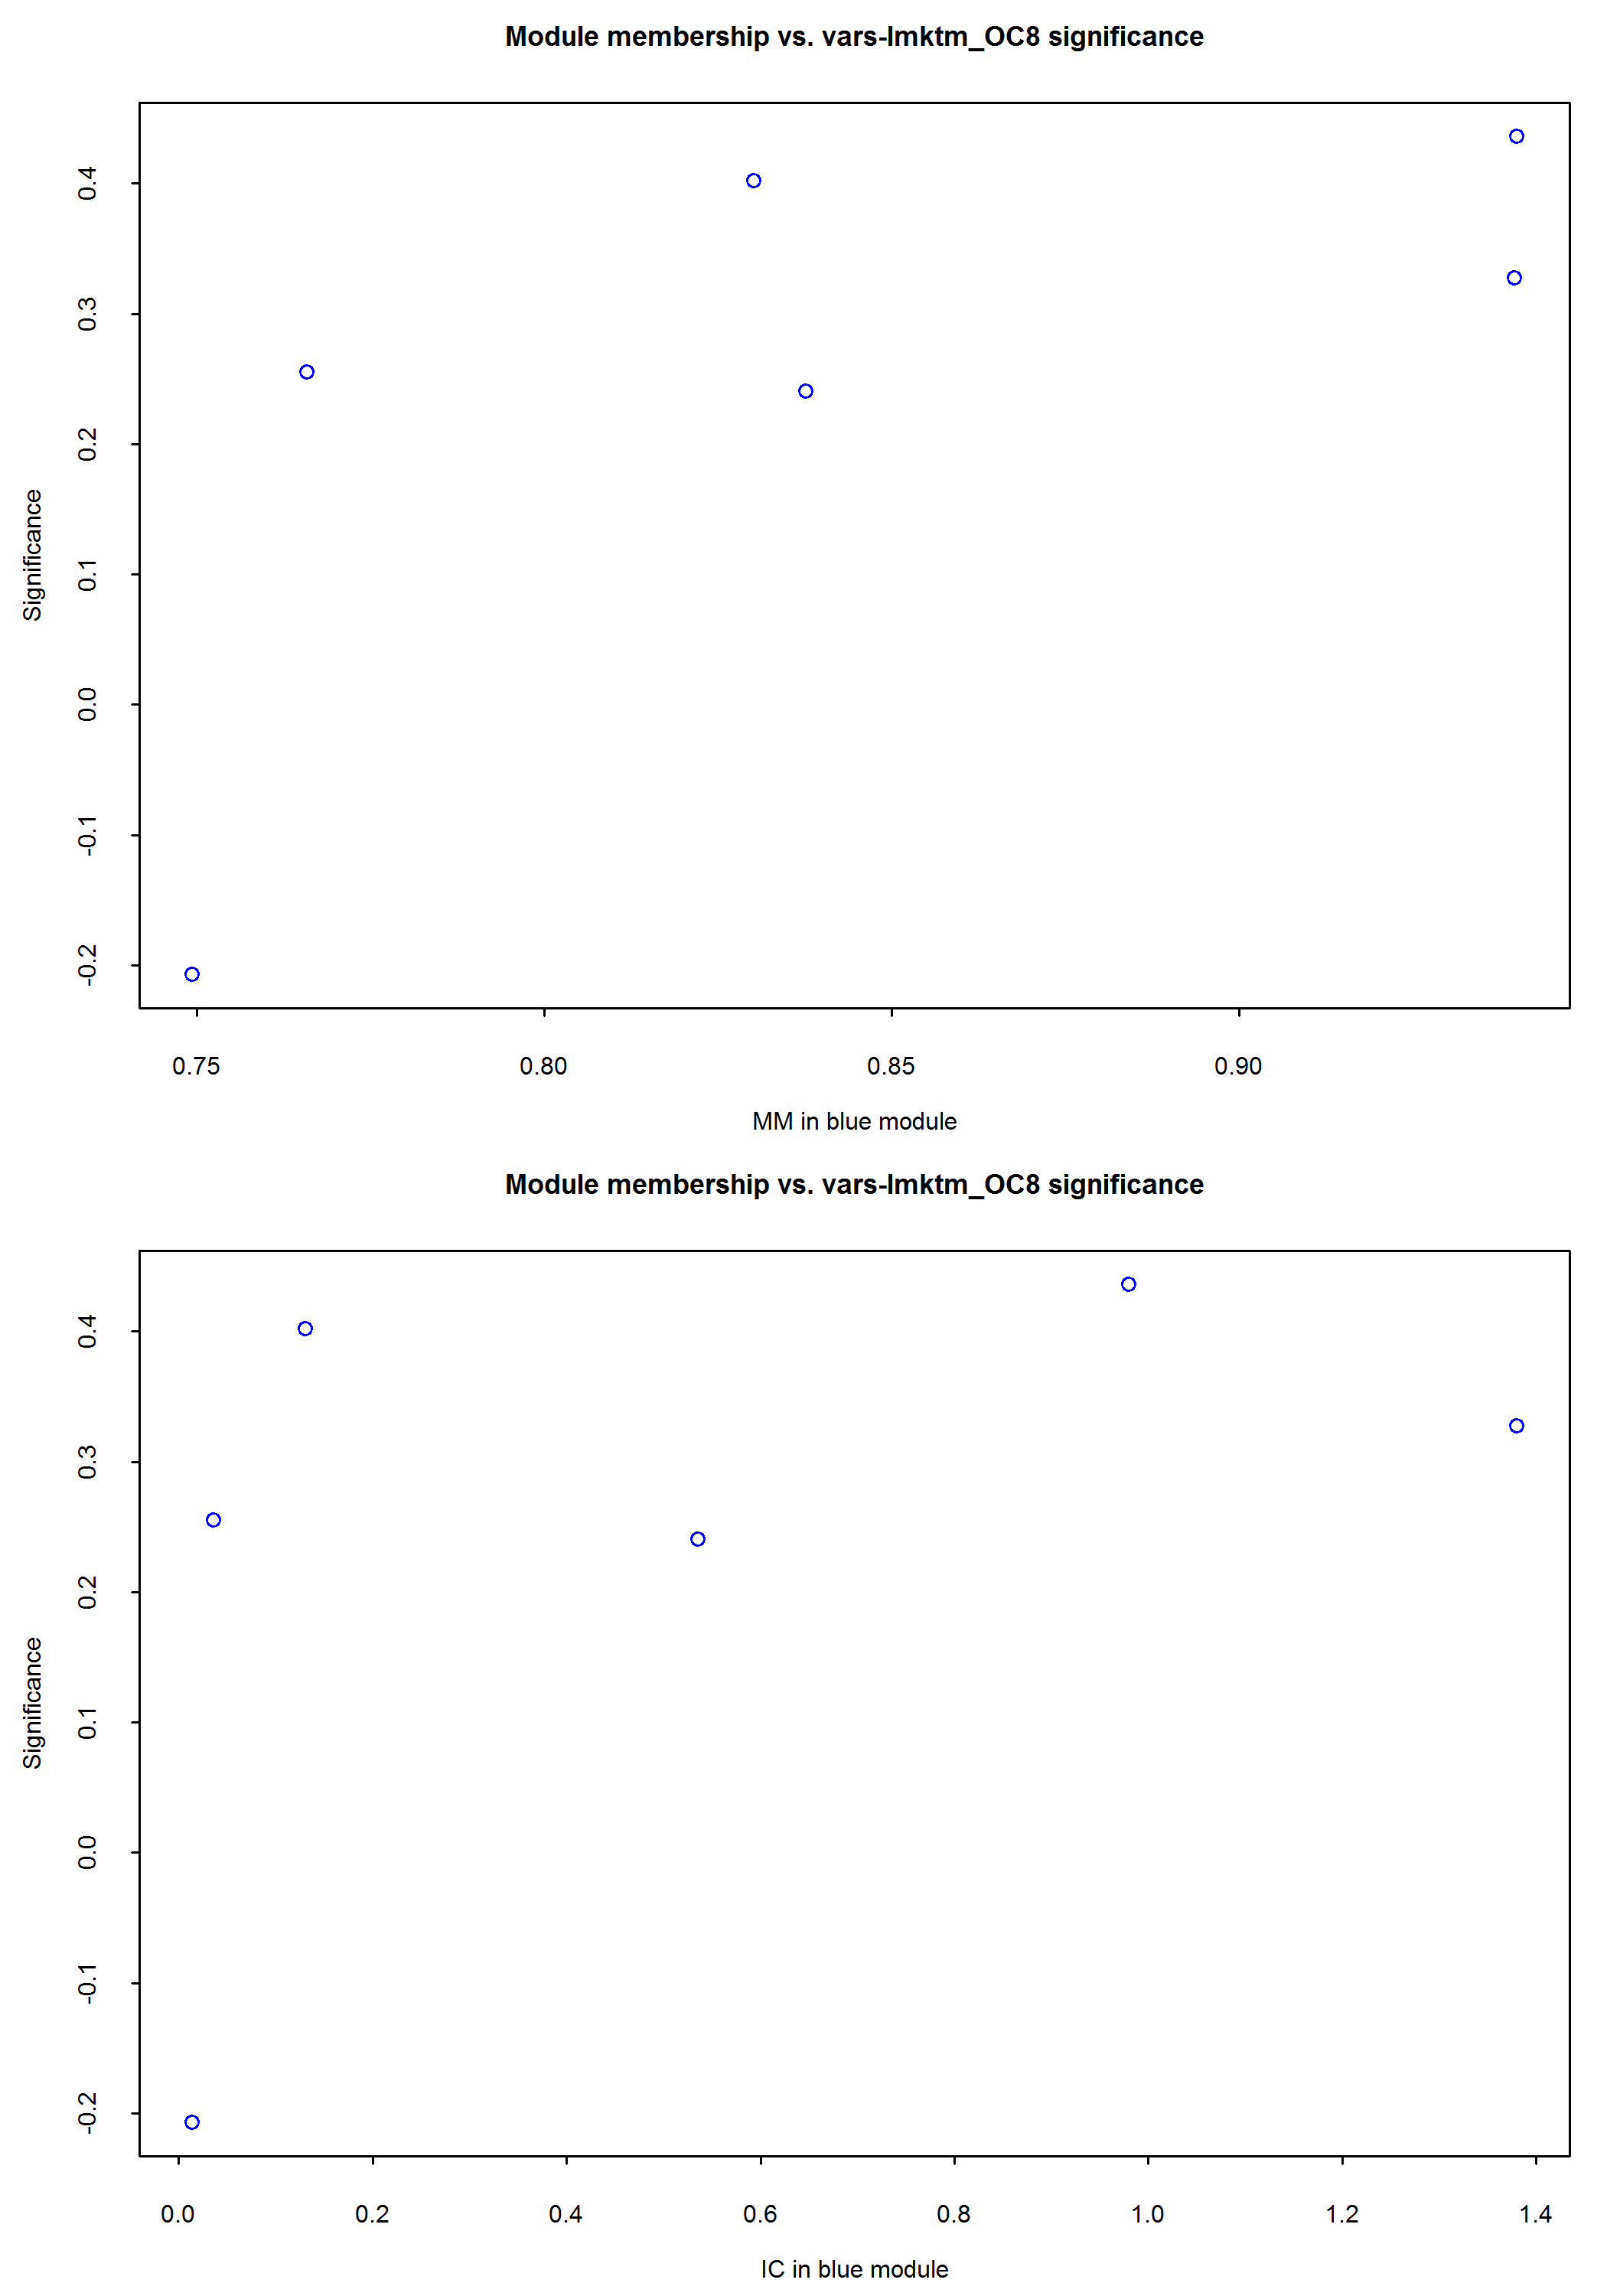 Module membership vs. vars-lmktm_OC8 significance
0.4
0.3
0.2
0.1
0.0
-0.1
-0.2
Significance
0.75 0.80 0.85 0.90
MM in blue module
Module membership vs. vars-lmktm_OC8 significance
0.4
0.3
0.2
0.1
0.0
-0.1
-0.2
Significance
0.0 0.2 0.4 0.6 0.8 1.0 1.2 1.4
IC in blue module